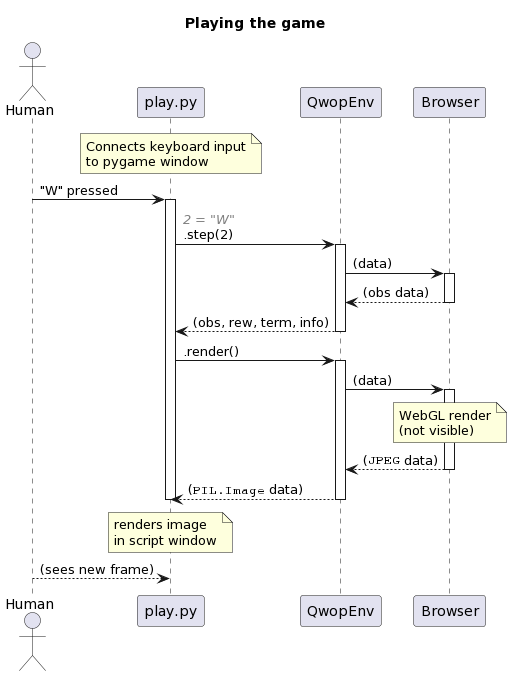 Playing the game
Human
play.py
QwopEnv
Browser
Connects keyboard input
to pygame window
"W" pressed
2 = "W"
.step(2)
(data)
(obs data)
(obs, rew, term, info)
.render()
(data)
WebGL render
(not visible)
(JPEG data)
(PIL.Image data)
renders image
in script window
(sees new frame)
Human
play.py
QwopEnv
Browser